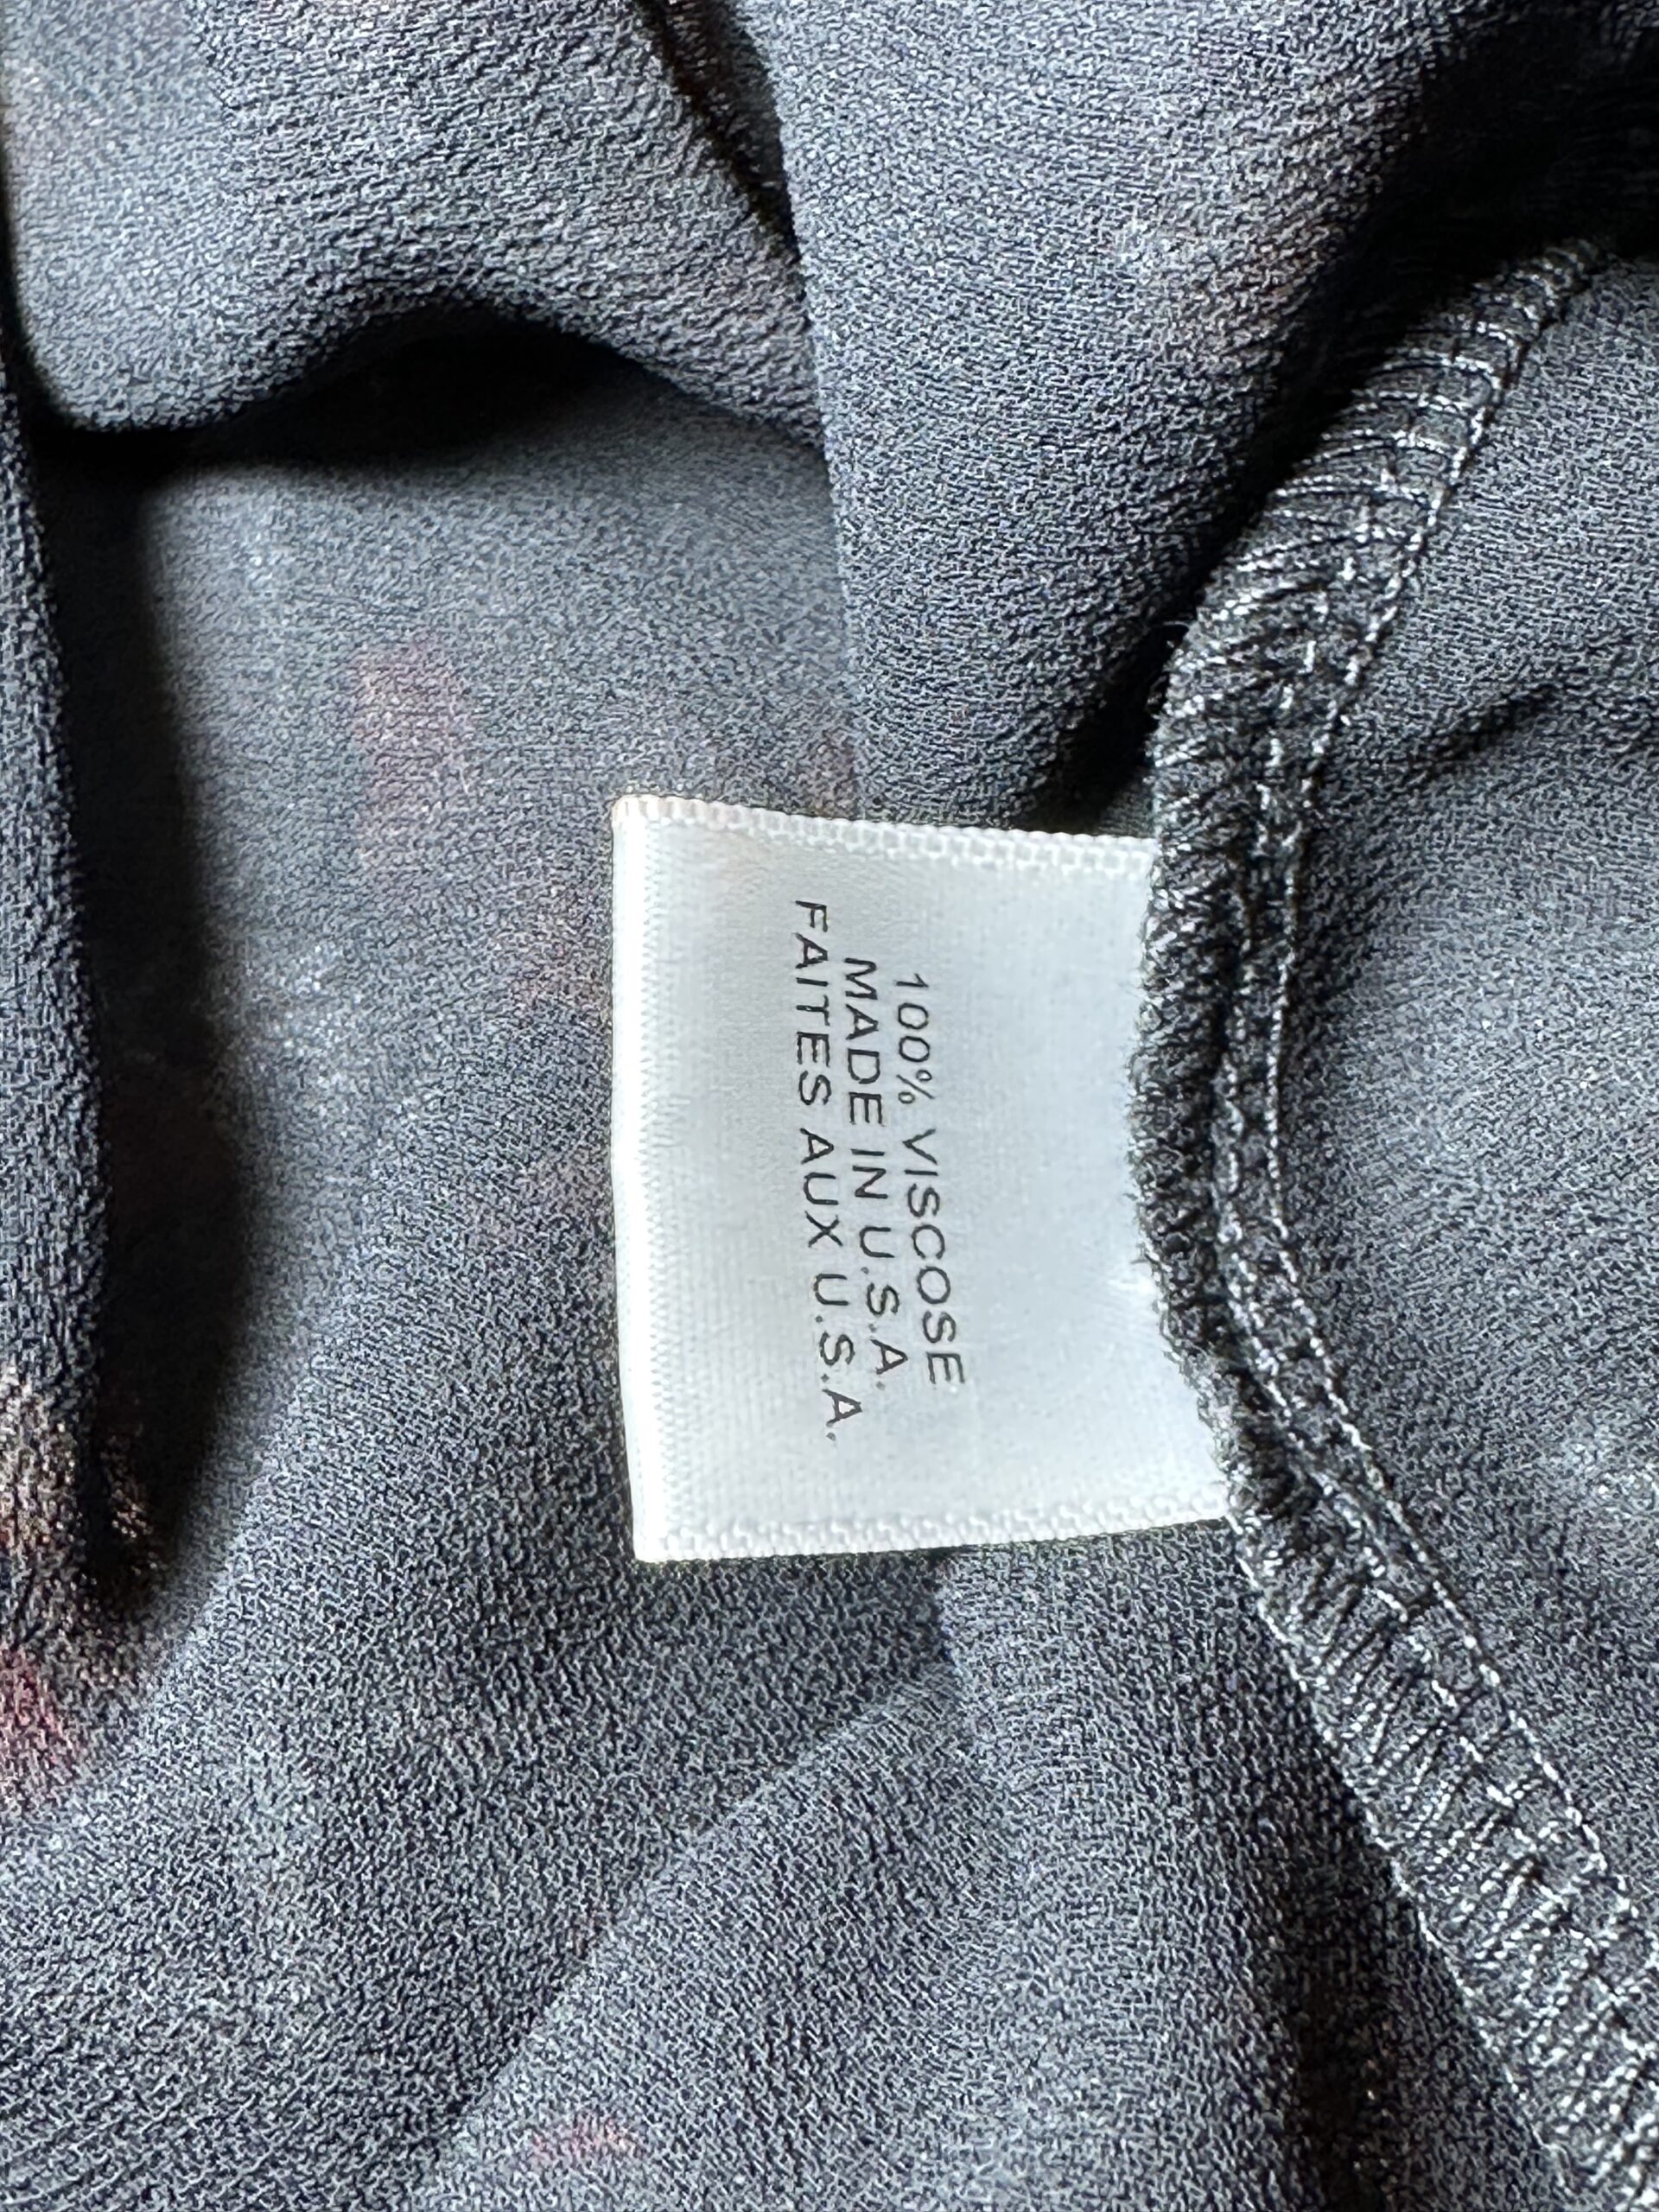 100% VISCOSE
MADE IN U.S.A.
FAITES AUX U.S.A.